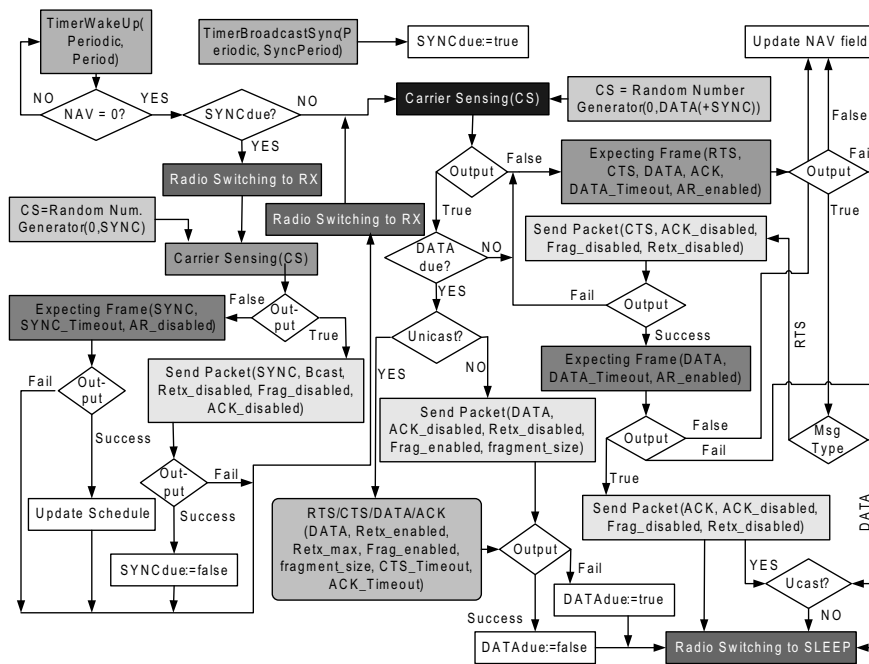 TimerWakeUp(
Periodic,
Period)
TimerBroadcastSync(P
eriodic, SyncPeriod)
SYNCdue:=true
Update NAV field
NO
NAV = 0?
YES
SYNCdue?
NO
YES
Carrier Sensing(CS)
CS = Random Number
Generator(0,DATA(+SYNC))
False
Radio Switching to RX
Output
False
Expecting Frame(RTS,
CTS, DATA, ACK,
DATA_Timeout, AR_enabled)
Output
Fail
True
True
CS=Random Num.
Generator(0,SYNC)
Radio Switching to RX
Send Packet(CTS, ACK_disabled,
Frag_disabled, Retx_disabled)
Carrier Sensing(CS)
DATA
due?
NO
YES
Fail
Output
Success
RTS
Expecting Frame(SYNC,
SYNC_Timeout, AR_disabled)
False
Out-
put
True
Unicast?
YES
NO
Expecting Frame(DATA,
DATA_Timeout, AR_enabled)
Fail
Out-
put
Success
Send Packet(SYNC, Bcast,
Retx_disabled, Frag_disabled,
ACK_disabled)
Send Packet(DATA,
ACK_disabled, Retx_disabled,
Frag_enabled, fragment_size)
Output
False
Fail
True
Msg
Type
Out-
put
Fail
Success
Update Schedule
SYNCdue:=false
RTS/CTS/DATA/ACK
(DATA, Retx_enabled,
Retx_max, Frag_enabled,
fragment_size, CTS_Timeout,
ACK_Timeout)
Send Packet(ACK, ACK_disabled,
Frag_disabled, Retx_disabled)
DATA
Output
Fail
Success
YES
Ucast?
NO
DATAdue:=true
DATAdue:=false
Radio Switching to SLEEP